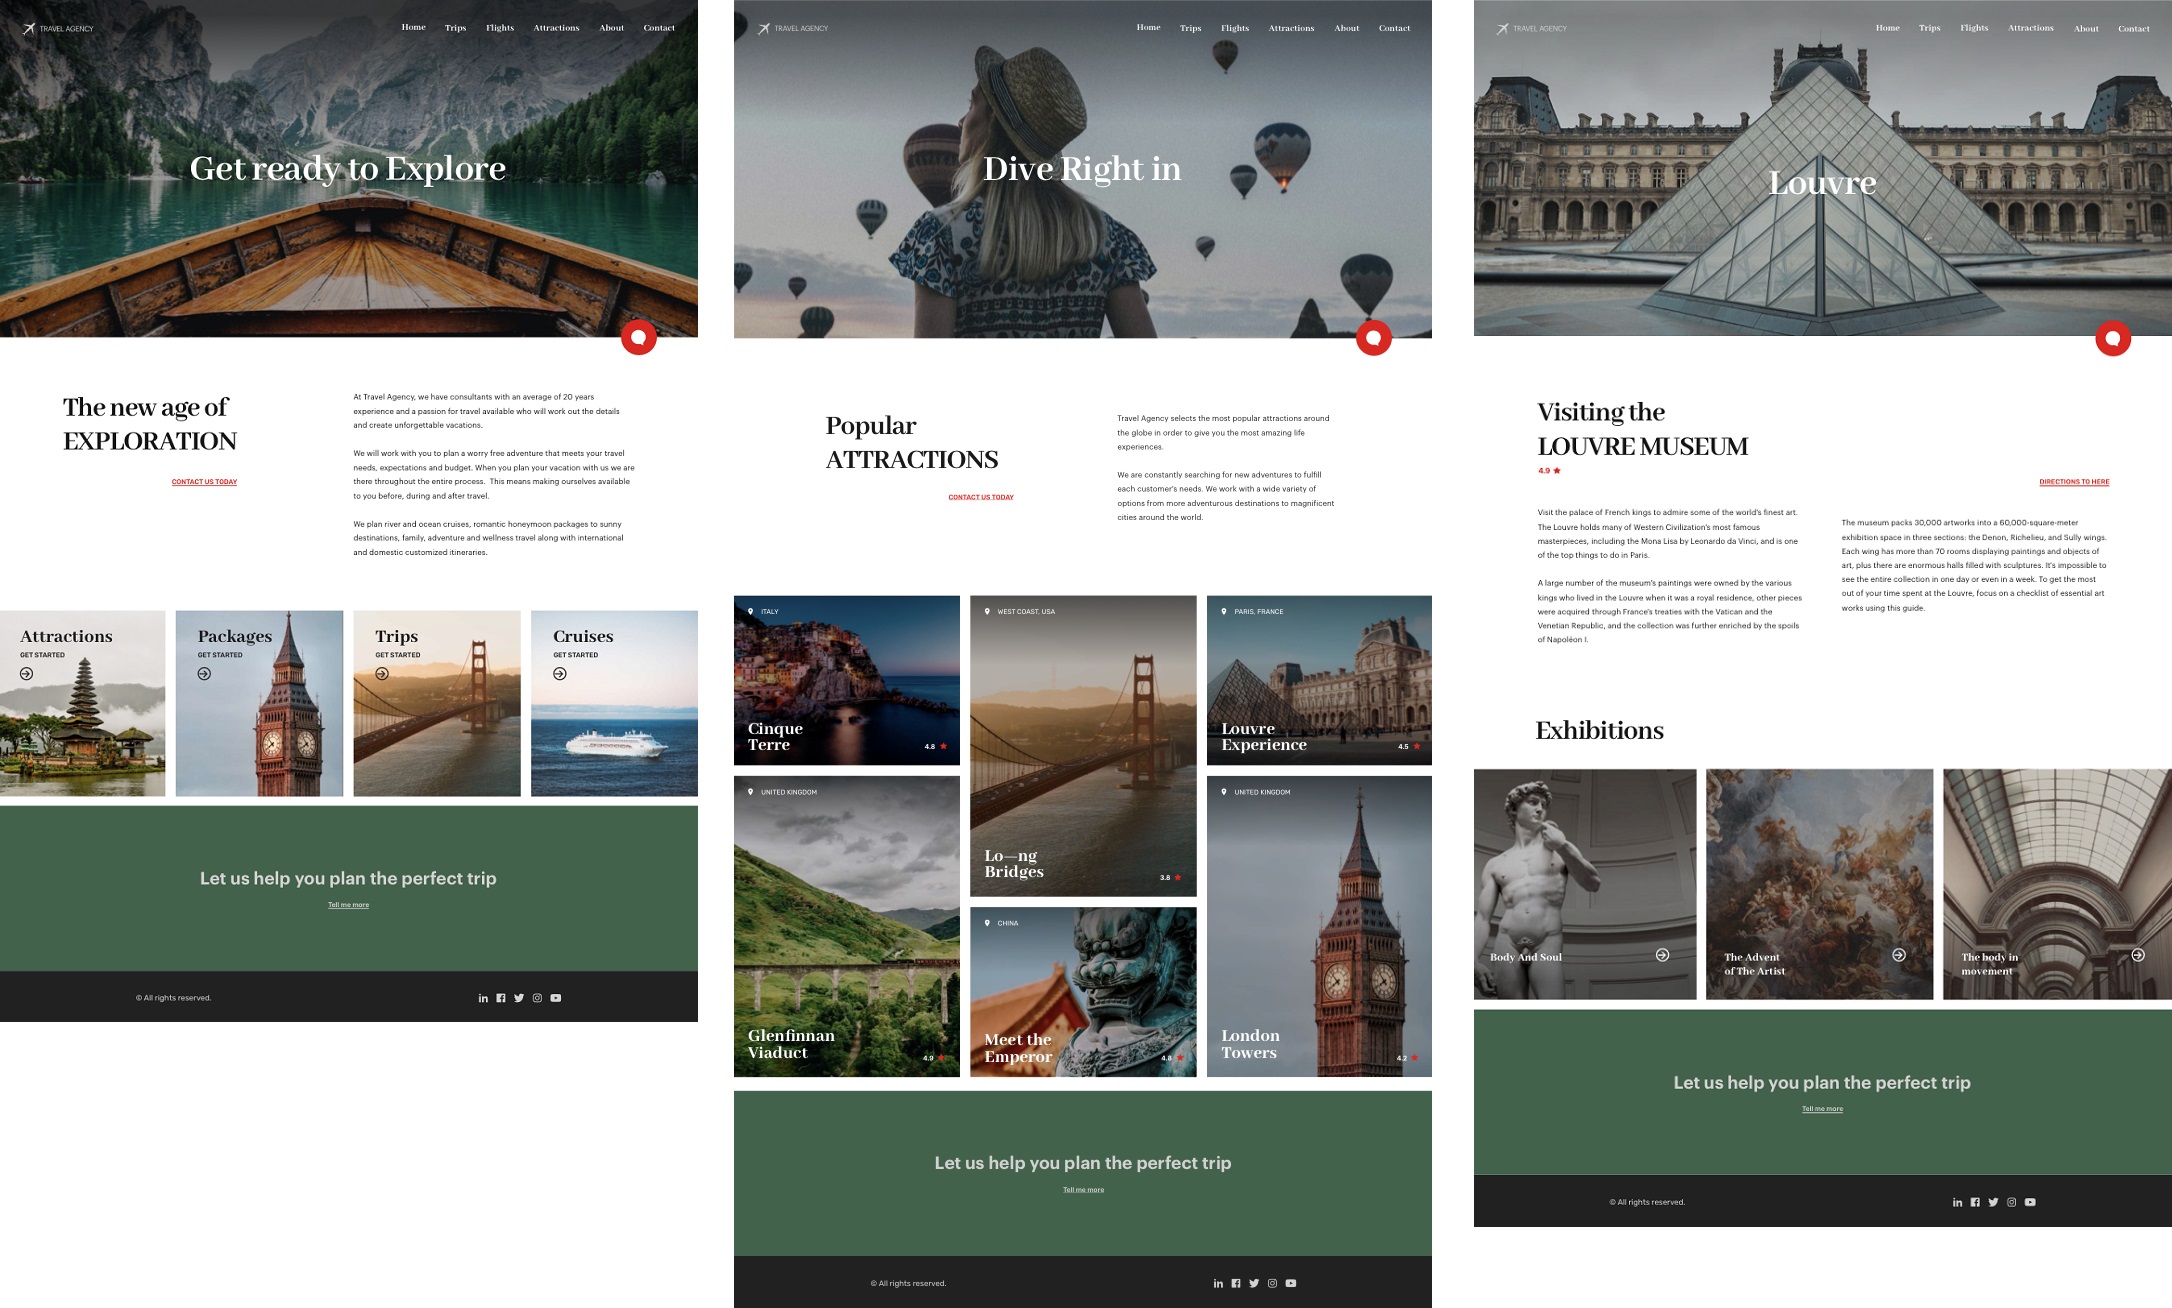 TRAVEL AGENCY
Home Trips Flights Attractions About Contact
Get ready to Explore
The new age of
EXPLORATION
CONTACT US TODAY
At Travel Agency, we have consultants with an average of 20 years
experience and a passion for travel available who will work out the details
and create unforgettable vacations.
We will work with you to plan a worry free adventure that meets your travel
needs, expectations and budget. When you plan your vacation with us we are
there throughout the entire process. This means making ourselves available
to you before, during and after travel.
We plan river and ocean cruises, romantic honeymoon packages to sunny
destinations, family, adventure and wellness travel along with international
and domestic customized itineraries.
Attractions
GET STARTED
Packages
GET STARTED
Trips
GET STARTED
Cruises
GET STARTED
Let us help you plan the perfect trip
Tell me more
© All rights reserved.
TRAVEL AGENCY
Home Trips Flights Attractions About Contact
Dive Right in
Popular
ATTRACTIONS
CONTACT US TODAY
Travel Agency selects the most popular attractions around
the globe in order to give you the most amazing life
experiences.
We are constantly searching for new adventures to fulfill
each customer's needs. We work with a wide variety of
options from more adventurous destinations to magnificent
cities around the world.
ITALY
Cinque
Terre
4.8
WEST COAST, USA
Lo—ng
Bridges
3.8
PARIS, FRANCE
Louvre
Experience
4.5
UNITED KINGDOM
Glenfinnan
Viaduct
4.9
CHINA
Meet the
Emperor
4.8
UNITED KINGDOM
London
Towers
4.2
Let us help you plan the perfect trip
Tell me more
© All rights reserved.
TRAVEL AGENCY
Home Trips Flights Attractions About Contact
Louvre
Visiting the
LOUVRE MUSEUM
4.9
DIRECTIONS TO HERE
Visit the palace of French kings to admire some of the world's finest art.
The Louvre holds many of Western Civilization's most famous
masterpieces, including the Mona Lisa by Leonardo da Vinci, and is one
of the top things to do in Paris.
A large number of the museum's paintings were owned by the various
kings who lived in the Louvre when it was a royal residence, other pieces
were acquired through France's treaties with the Vatican and the
Venetian Republic, and the collection was further enriched by the spoils
of Napoléon I.
The museum packs 30,000 artworks into a 60,000-square-meter
exhibition space in three sections: the Denon, Richelieu, and Sully wings.
Each wing has more than 70 rooms displaying paintings and objects of
art, plus there are enormous halls filled with sculptures. It's impossible to
see the entire collection in one day or even in a week. To get the most
out of your time spent at the Louvre, focus on a checklist of essential art
works using this guide.
Exhibitions
Body And Soul
The Advent
of The Artist
The body in
movement
Let us help you plan the perfect trip
Tell me more
© All rights reserved.